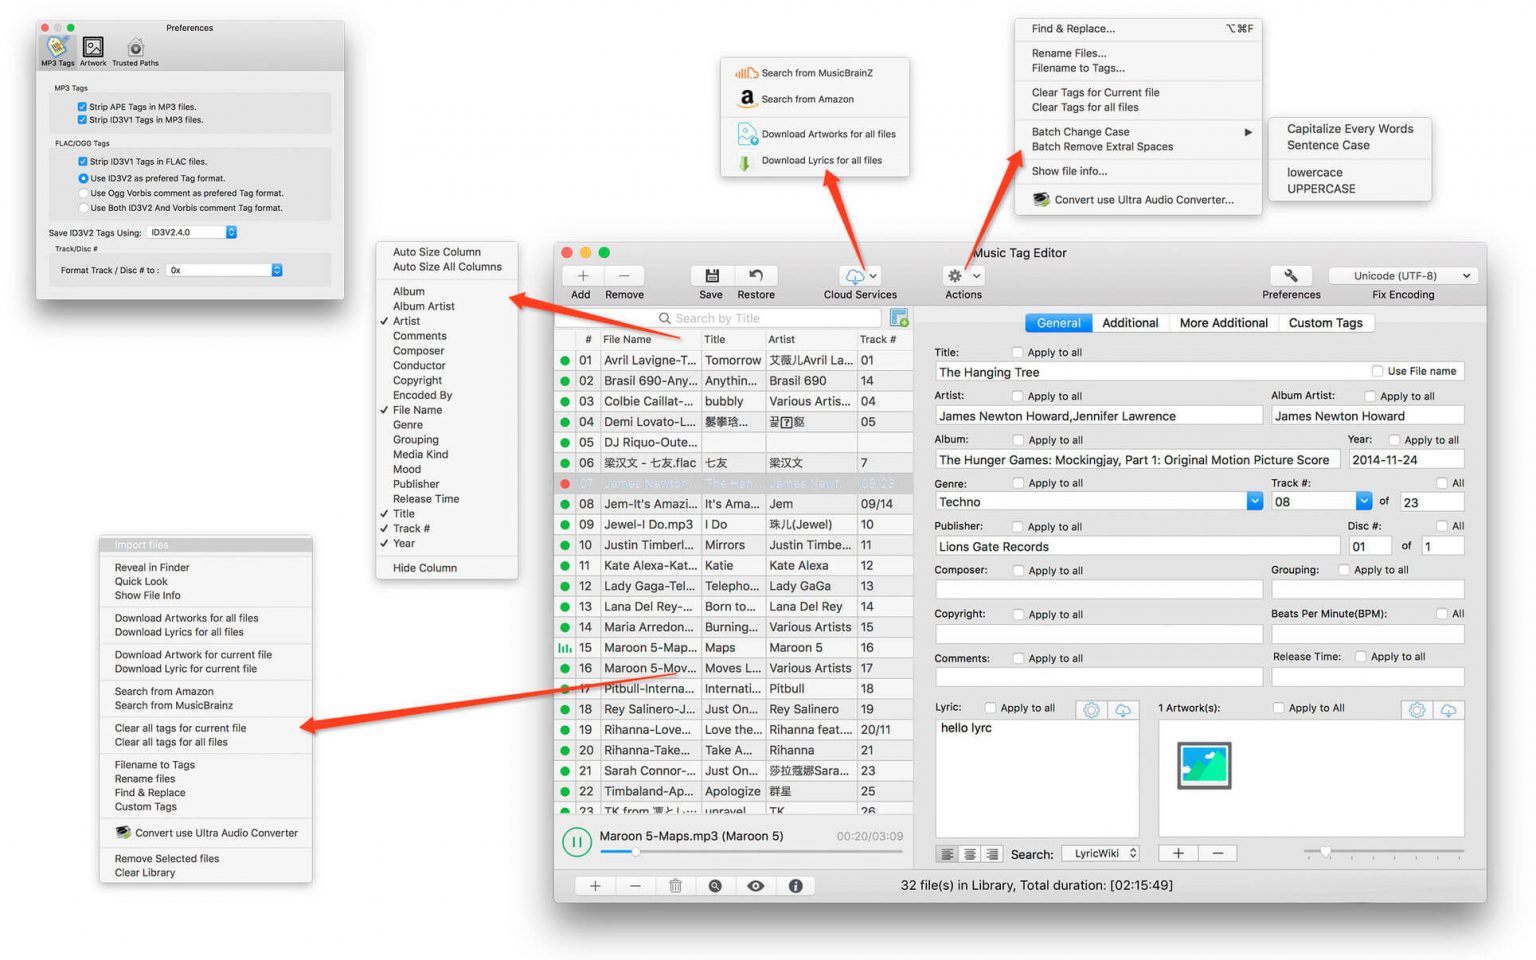 Preferences
MP3 Tags Artwork Trusted Paths
MP3 Tags
Strip APE Tags in MP3 files.
Strip ID3V1 Tags in MP3 files.
FLAC/OGG Tags
Strip ID3V1 Tags in FLAC files.
Use ID3V2 as prefered Tag format.
Use Ogg Vorbis comment as prefered Tag format.
Use Both ID3V2 And Vorbis comment Tag format.
Save ID3V2 Tags Using: ID3V2.4.0
Track/Disc #
Format Track / Disc # to : 0x
Search from MusicBrainZ
Search from Amazon
Download Artworks for all files
Download Lyrics for all files
Find & Replace... ⌥⌘F
Rename Files...
Filename to Tags...
Clear Tags for Current file
Clear Tags for all files
Batch Change Case
Batch Remove Extral Spaces
Show file info...
Convert use Ultra Audio Converter...
Capitalize Every Words
Sentence Case
lowercace
UPPERCASE
Auto Size Column
Auto Size All Columns
Album
Album Artist
✓ Artist
Comments
Composer
Conductor
Copyright
Encoded By
✓ File Name
Genre
Grouping
Media Kind
Mood
Publisher
Release Time
✓ Title
✓ Track #
✓ Year
Hide Column
Import files
Reveal in Finder
Quick Look
Show File Info
Download Artworks for all files
Download Lyrics for all files
Download Artwork for current file
Download Lyric for current file
Search from Amazon
Search from MusicBrainz
Clear all tags for current file
Clear all tags for all files
Filename to Tags
Rename files
Find & Replace
Custom Tags
Convert use Ultra Audio Converter
Remove Selected files
Clear Library
Music Tag Editor
Add Remove Save Restore Cloud Services Actions Preferences
Unicode (UTF-8)
Fix Encoding
Search by Title
# File Name Title Artist Track #
01 Avril Lavigne-T... Tomorrow 艾薇儿Avril La... 01
02 Brasil 690-Any... Anythin... Brasil 690 14
03 Colbie Caillat-... bubbly Various Artis... 04
04 Demi Lovato-L... 05
05 DJ Riquo-Oute...
06 梁汉文 - 七友.flac 七友 梁汉文 7
07 James Newton... The Han... James Newt... 08/23
08 Jem-It's Amazi... It's Ama... Jem 09/14
09 Jewel-I Do.mp3 I Do 珠儿(Jewel) 10
10 Justin Timberl... Mirrors Justin Timbe... 11
11 Kate Alexa-Kat... Katie Kate Alexa 12
12 Lady Gaga-Tel... Telepho... Lady GaGa 13
13 Lana Del Rey-... Born to... Lana Del Rey 14
14 Maria Arredon... Burning... Various Artists 15
15 Maroon 5-Map... Maps Maroon 5 16
16 Maroon 5-Mov... Moves L... Various Artists 17
17 Pitbull-Interna... Internati... Pitbull 18
18 Rey Salinero-J... Just On... Rey Salinero 19
19 Rihanna-Love... Love the... Rihanna feat.... 20/11
20 Rihanna-Take... Take A... Rihanna 21
21 Sarah Connor-... Just On... 莎拉蔻娜Sara... 23
22 Timbaland-Ap... Apologize 群星 25
23 TK from 凛とし... unravel TK 26
Maroon 5-Maps.mp3 (Maroon 5) 00:20/03:09
General Additional More Additional Custom Tags
Title: Apply to all
The Hanging Tree Use File name
Artist: Apply to all Album Artist: Apply to all
James Newton Howard,Jennifer Lawrence James Newton Howard
Album: Apply to all Year: Apply to all
The Hunger Games: Mockingjay, Part 1: Original Motion Picture Score 2014-11-24
Genre: Apply to all Track #: All
Techno 08 of 23
Publisher: Apply to all Disc #: All
Lions Gate Records 01 of 1
Composer: Apply to all Grouping: Apply to all
Copyright: Apply to all Beats Per Minute(BPM): All
Comments: Apply to all Release Time: Apply to all
Lyric: Apply to all 1 Artwork(s): Apply to All
hello lyrc
Search: LyricWiki
32 file(s) in Library, Total duration: [02:15:49]